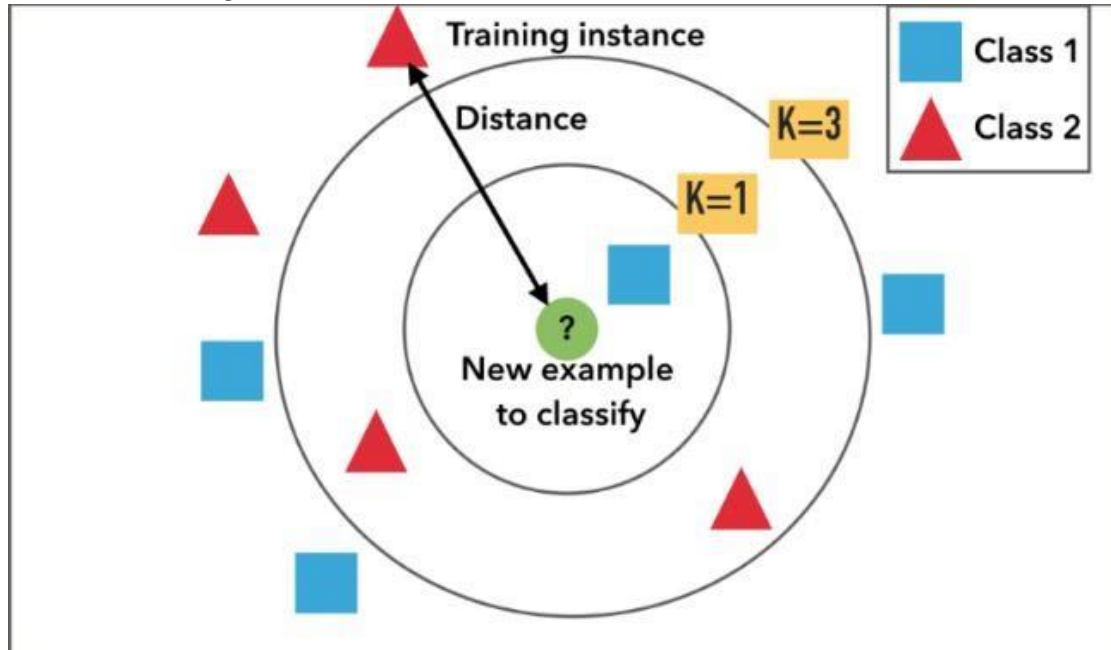 Training instance
Class 1
Distance
K=3
Class 2
K=1
?
New example
to classify